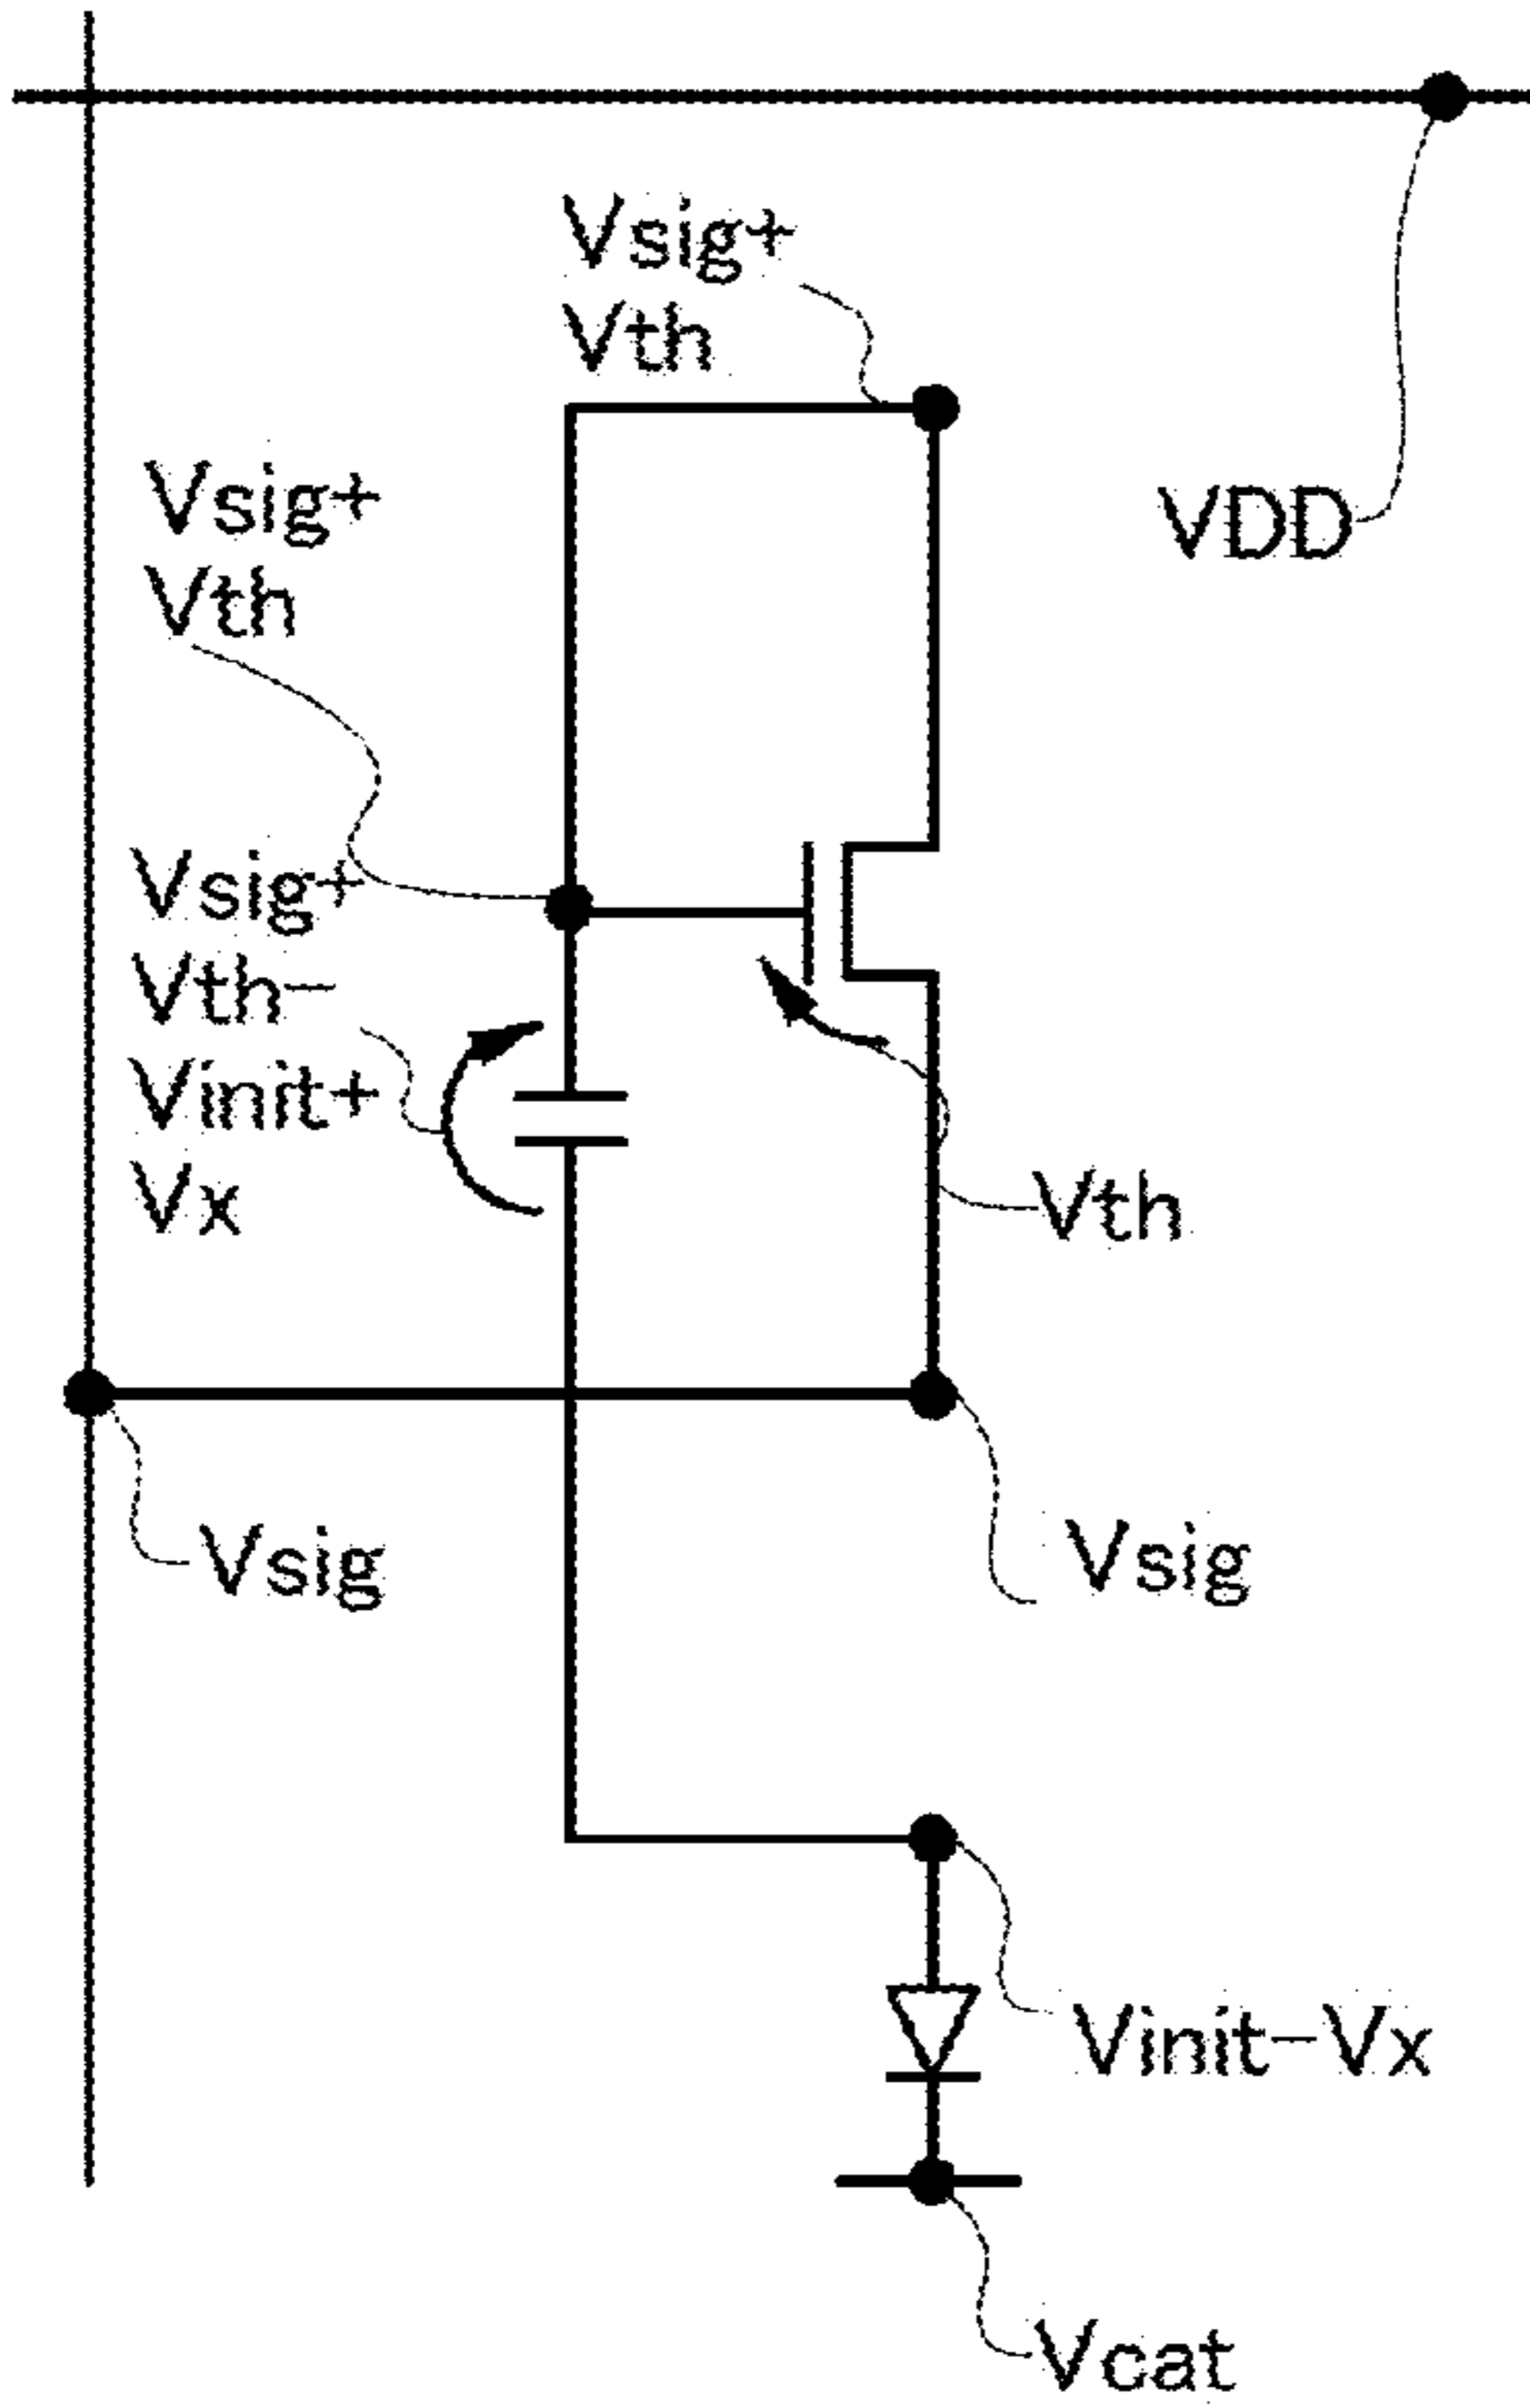 Vsig+
Vth
Vsig+
Vth
VDD
Vsig+
Vth−
Vinit+
Vx
Vth
Vsig
Vsig
Vinit−Vx
Vcat